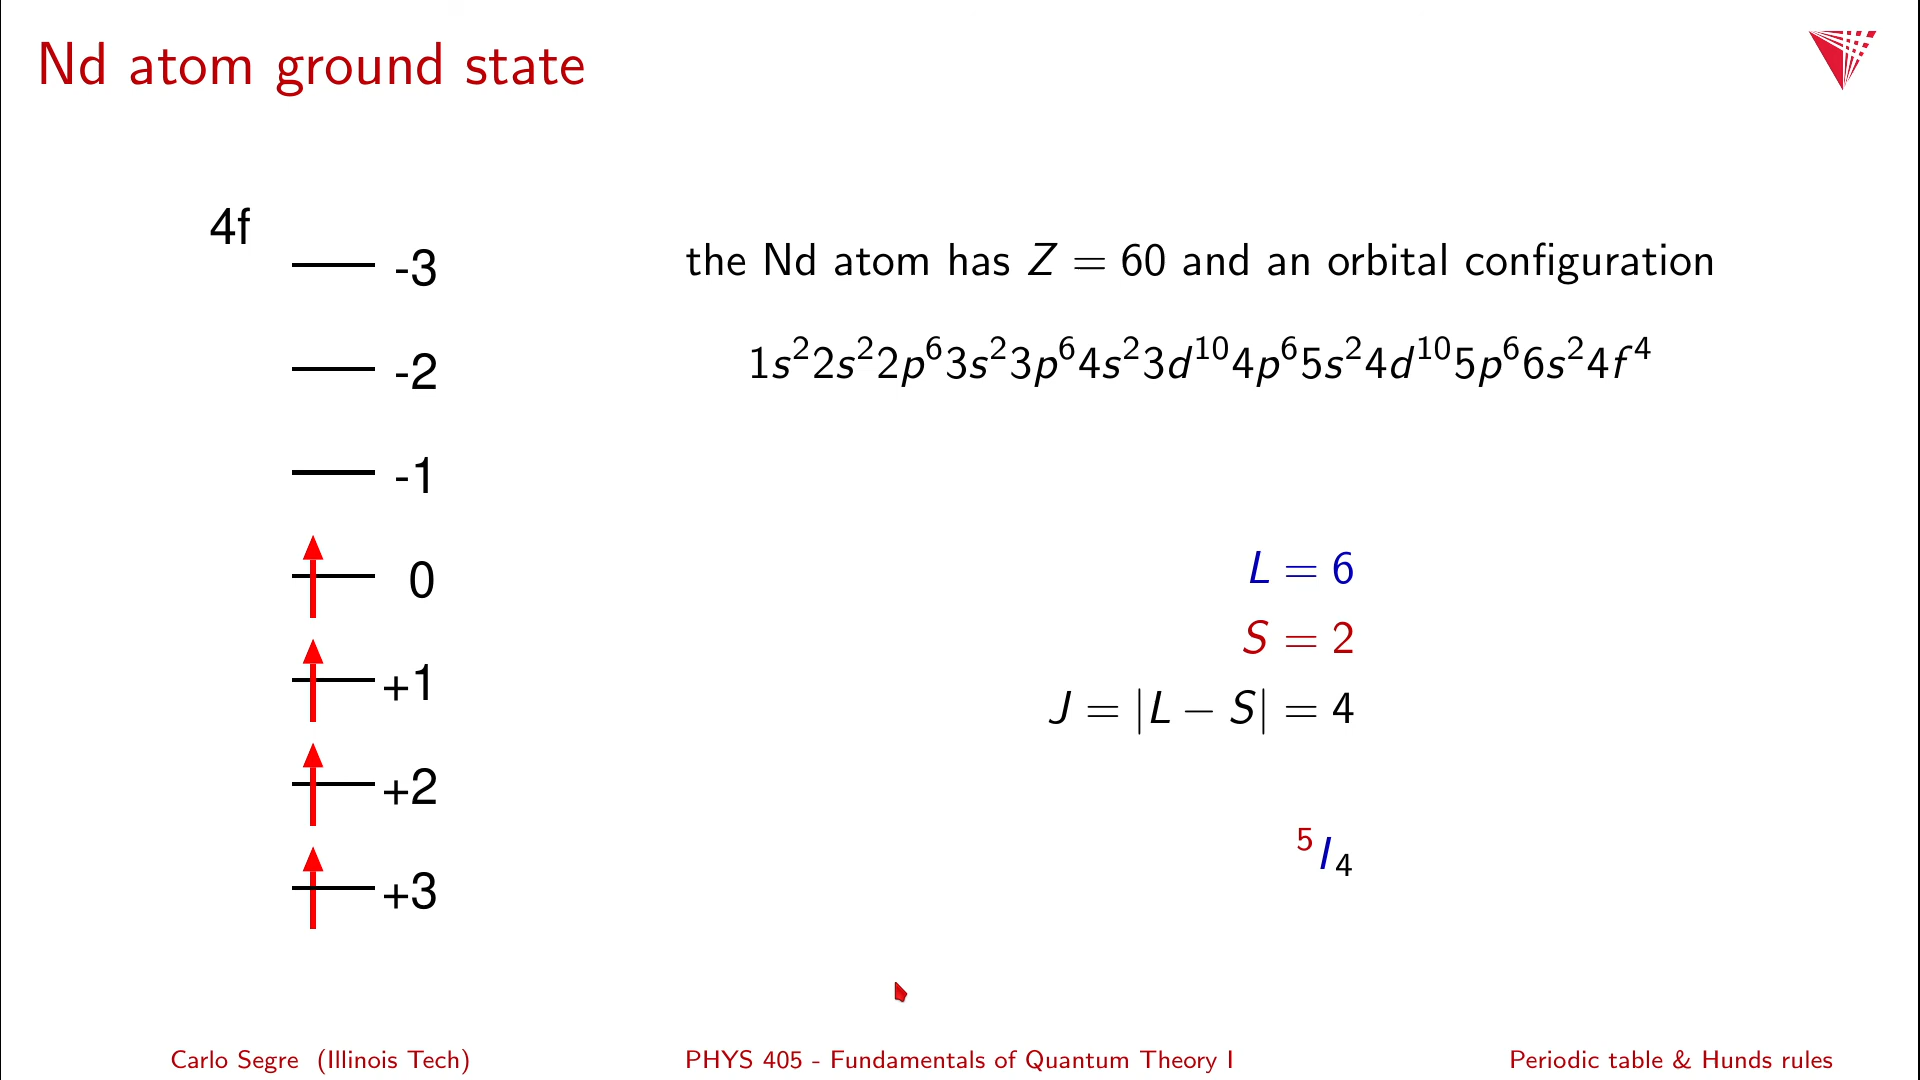 Nd atom ground state
4f
-3
-2
-1
0
+1
+2
+3
the Nd atom has Z = 60 and an orbital configuration
1s²2s²2p⁶3s²3p⁶4s²3d¹⁰4p⁶5s²4d¹⁰5p⁶6s²4f⁴
L = 6
S = 2
J = |L − S| = 4
⁵I₄
Carlo Segre (Illinois Tech)
PHYS 405 - Fundamentals of Quantum Theory I
Periodic table & Hunds rules